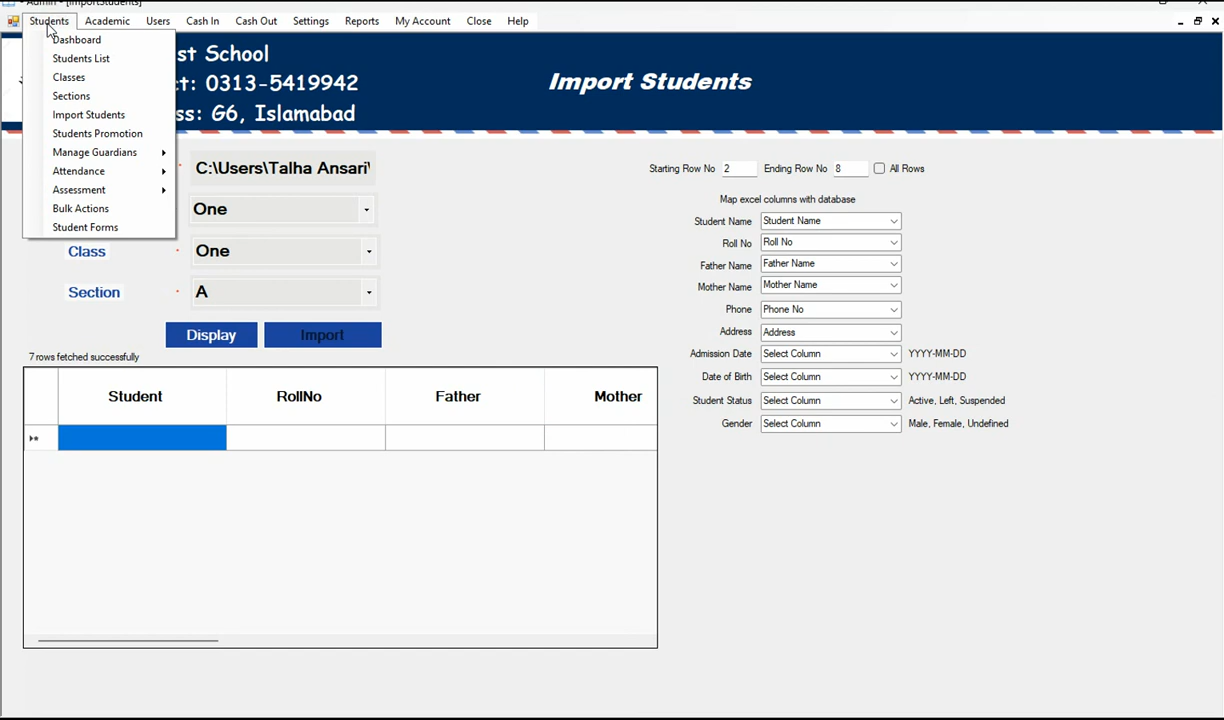 Admin - [ImportStudents]
Students Academic Users Cash In Cash Out Settings Reports My Account Close Help
Dashboard
Students List
Classes
Sections
Import Students
Students Promotion
Manage Guardians
Attendance
Assessment
Bulk Actions
Student Forms
st School
ct: 0313-5419942
ss: G6, Islamabad
Import Students
C:\Users\Talha Ansari\
One
Class * One
Section * A
Display Import
7 rows fetched successfully
Student RollNo Father Mother
Starting Row No 2 Ending Row No 8 All Rows
Map excel columns with database
Student Name Student Name
Roll No Roll No
Father Name Father Name
Mother Name Mother Name
Phone Phone No
Address Address
Admission Date Select Column YYYY-MM-DD
Date of Birth Select Column YYYY-MM-DD
Student Status Select Column Active, Left, Suspended
Gender Select Column Male, Female, Undefined